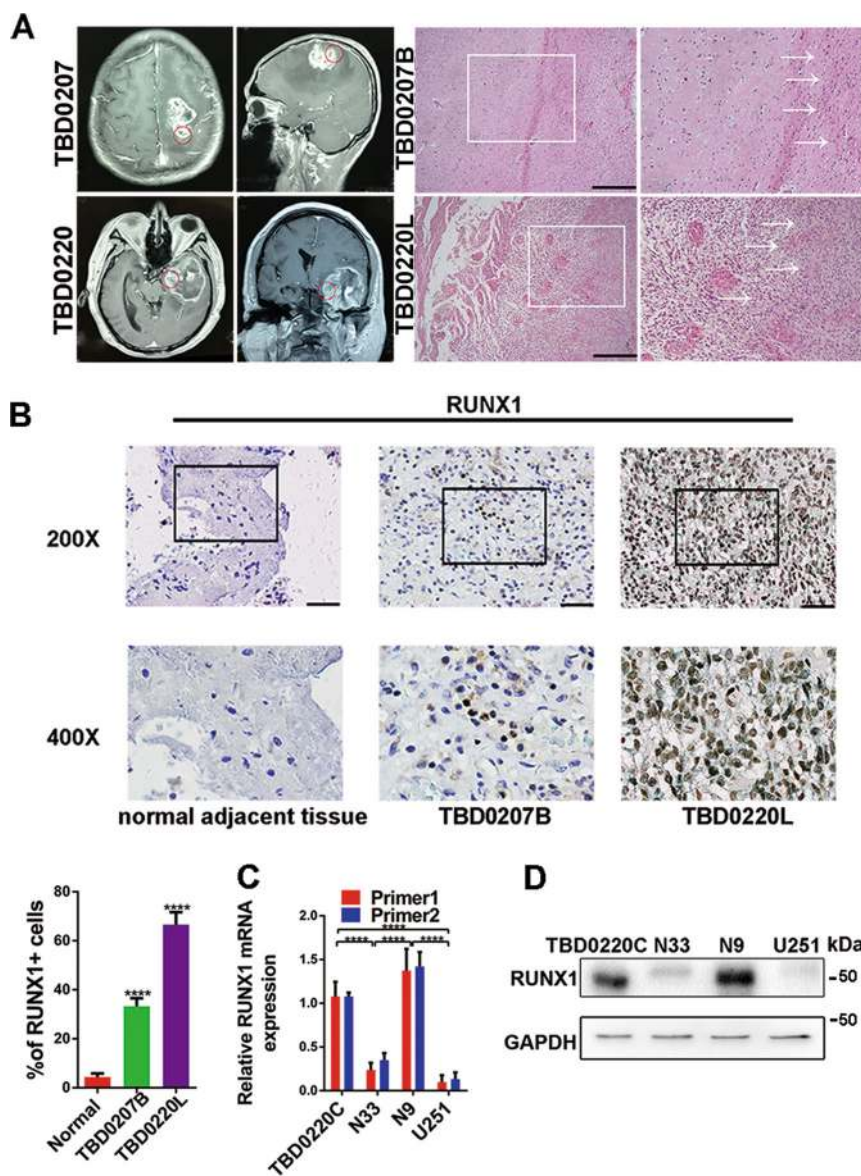 A
TBD0207
TBD0207B
TBD0220
TBD0220L
B
RUNX1
200X
400X
normal adjacent tissue
TBD0207B
TBD0220L
%of RUNX1+ cells
80
60
40
20
0
****
****
Normal
TBD0207B
TBD0220L
C
Primer1
Primer2
Relative RUNX1 mRNA
expression
2.0
1.5
1.0
0.5
0.0
****
**** **** ****
TBD0220C
N33
N9
U251
D
TBD0220C N33 N9 U251 kDa
RUNX1
-50
-50
GAPDH